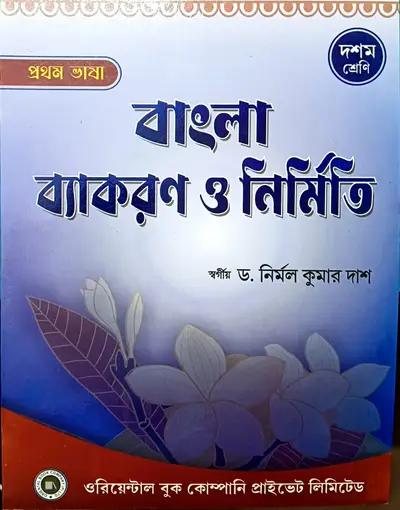 দশম
শ্রেণি
প্রথম ভাষা
বাংলা
ব্যাকরণ ও নির্মিতি
স্বর্গীয় ড. নির্মল কুমার দাশ
ওরিয়েন্টাল বুক কোম্পানি প্রাইভেট লিমিটেড